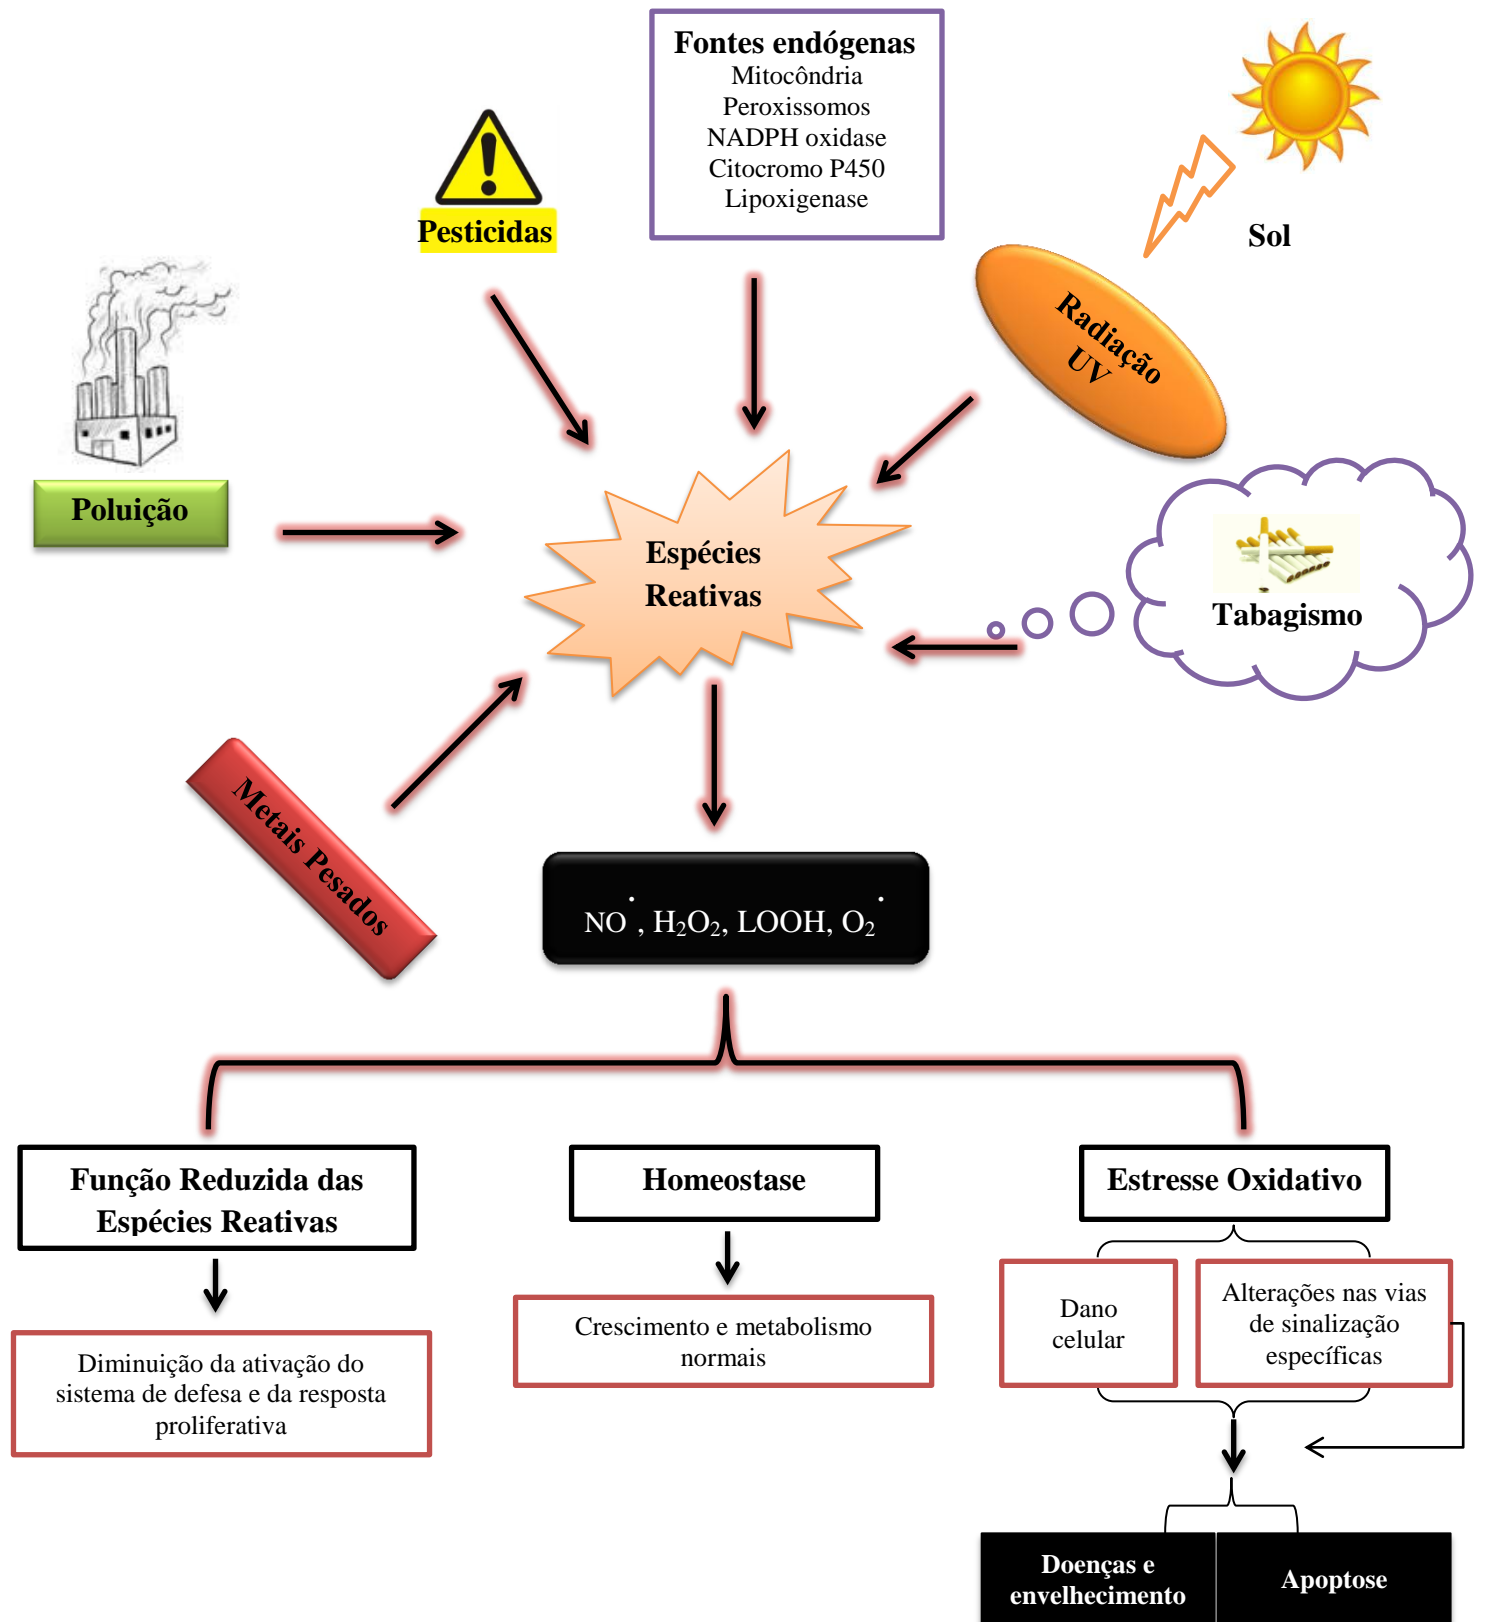 Fontes endógenas
Mitocôndria
Peroxissomos
NADPH oxidase
Citocromo P450
Lipoxigenase
Pesticidas
Sol
Radiação
UV
Poluição
Espécies
Reativas
Tabagismo
Metais Pesados
NO˙, H₂O₂, LOOH, O₂˙
Função Reduzida das
Espécies Reativas
Homeostase
Estresse Oxidativo
Diminuição da ativação do
sistema de defesa e da resposta
proliferativa
Crescimento e metabolismo
normais
Dano
celular
Alterações nas vias
de sinalização
específicas
Doenças e
envelhecimento
Apoptose